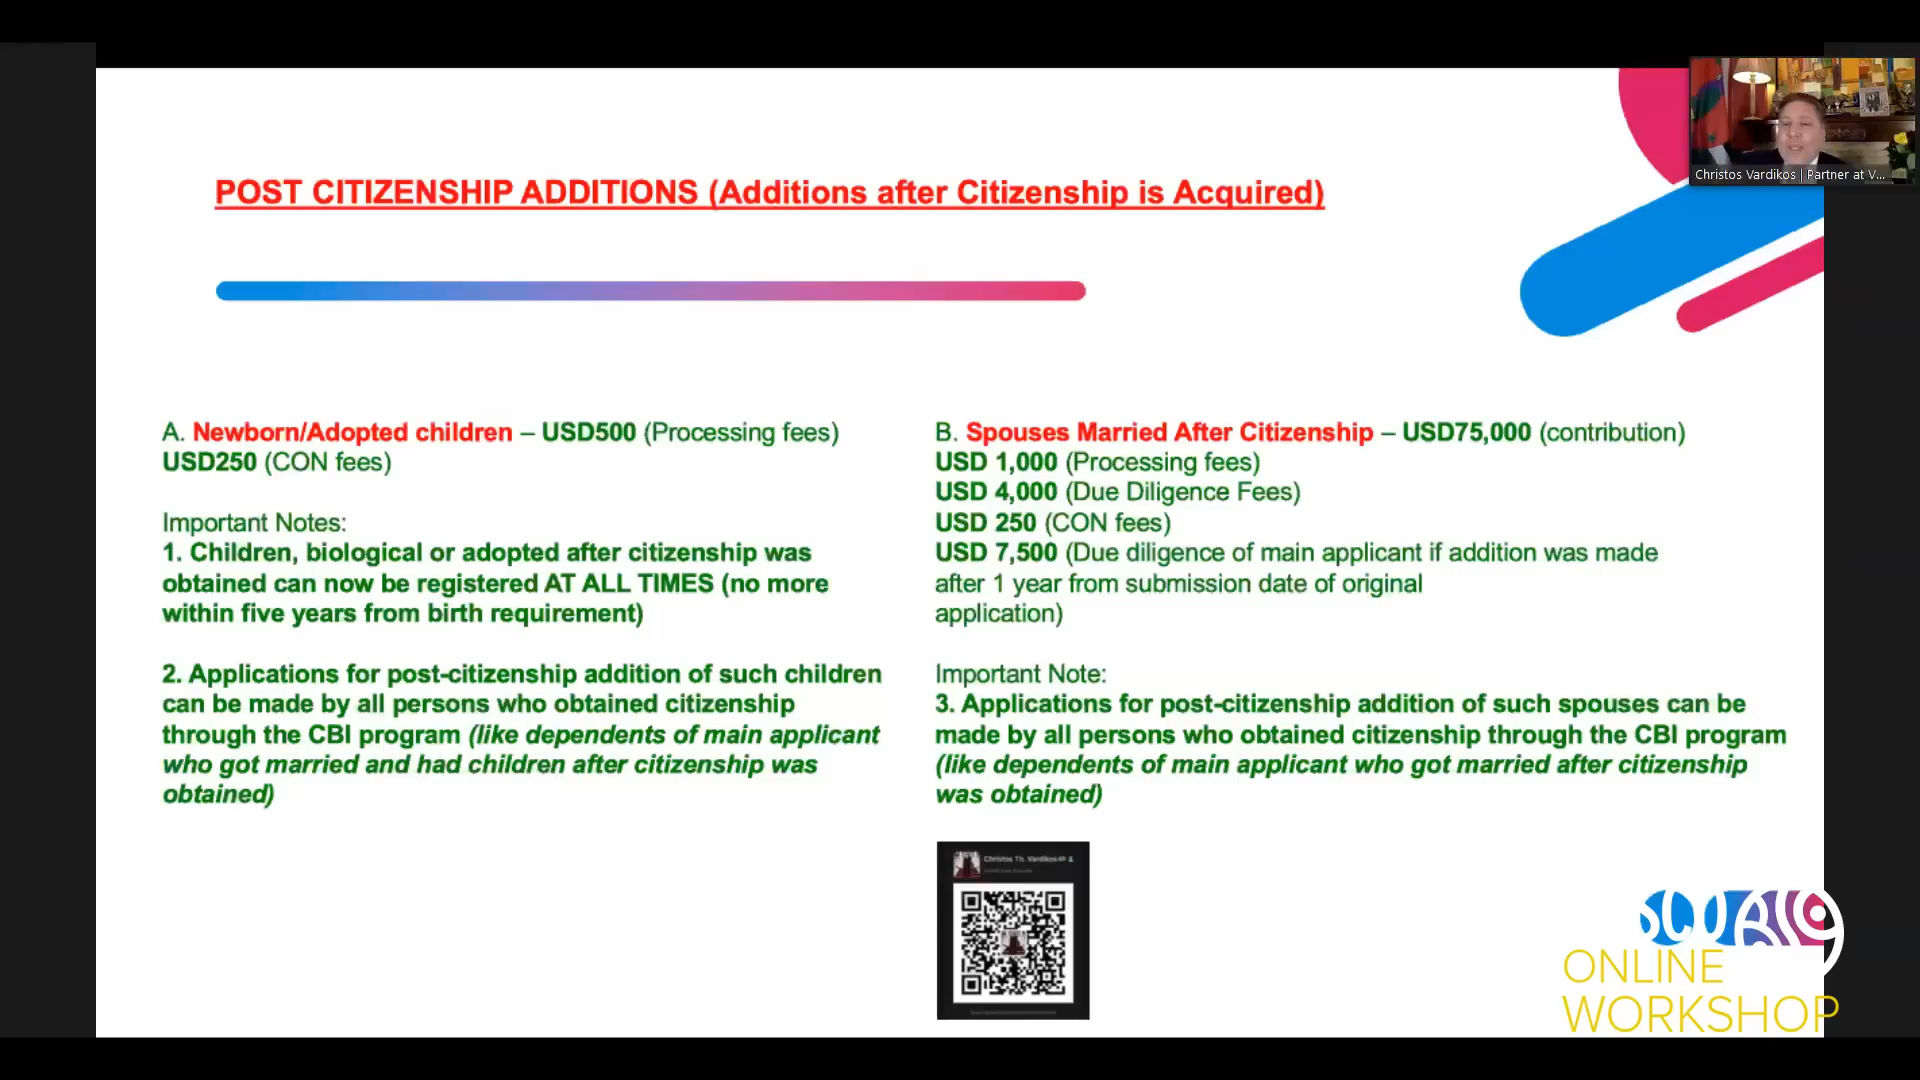 Christos Vardikos | Partner at V...
POST CITIZENSHIP ADDITIONS (Additions after Citizenship is Acquired)
A. Newborn/Adopted children – USD500 (Processing fees)
USD250 (CON fees)
Important Notes:
1. Children, biological or adopted after citizenship was
obtained can now be registered AT ALL TIMES (no more
within five years from birth requirement)
2. Applications for post-citizenship addition of such children
can be made by all persons who obtained citizenship
through the CBI program (like dependents of main applicant
who got married and had children after citizenship was
obtained)
B. Spouses Married After Citizenship – USD75,000 (contribution)
USD 1,000 (Processing fees)
USD 4,000 (Due Diligence Fees)
USD 250 (CON fees)
USD 7,500 (Due diligence of main applicant if addition was made
after 1 year from submission date of original
application)
Important Note:
3. Applications for post-citizenship addition of such spouses can be
made by all persons who obtained citizenship through the CBI program
(like dependents of main applicant who got married after citizenship
was obtained)
Christos Th. Vardikos
ONLINE
WORKSHOP